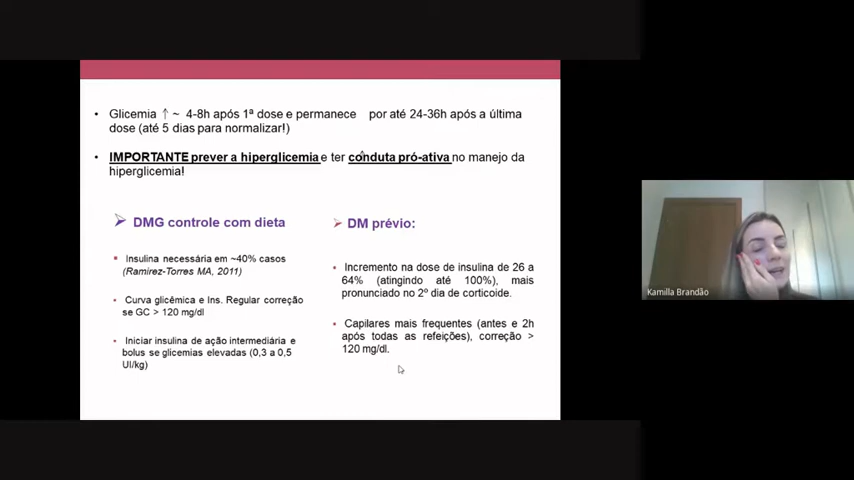 • Glicemia ↑ ~ 4-8h após 1ª dose e permanece por até 24-36h após a última
dose (até 5 dias para normalizar!)
• IMPORTANTE prever a hiperglicemia e ter conduta pró-ativa no manejo da
hiperglicemia!
➢ DMG controle com dieta
▪ Insulina necessária em ~40% casos
(Ramirez-Torres MA, 2011)
• Curva glicêmica e Ins. Regular correção
se GC > 120 mg/dl
• Iniciar insulina de ação intermediária e
bolus se glicemias elevadas (0,3 a 0,5
UI/kg)
➢ DM prévio:
• Incremento na dose de insulina de 26 a
64% (atingindo até 100%), mais
pronunciado no 2º dia de corticoide.
• Capilares mais frequentes (antes e 2h
após todas as refeições), correção >
120 mg/dl.
Kamilla Brandão